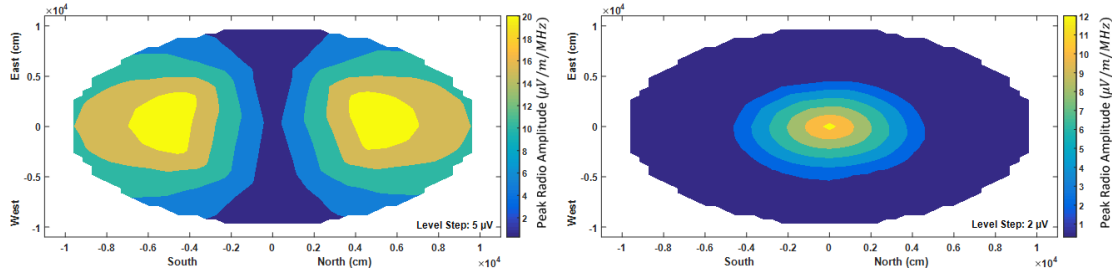 ×10⁴
1
0.5
0
-0.5
-1
East (cm)
West
-1 -0.8 -0.6 -0.4 -0.2 0 0.2 0.4 0.6 0.8 1
South North (cm) ×10⁴
Level Step: 5 µV
20
18
16
14
12
10
8
6
4
2
Peak Radio Amplitude (µV/m/MHz)
×10⁴
1
0.5
0
-0.5
-1
East (cm)
West
-1 -0.8 -0.6 -0.4 -0.2 0 0.2 0.4 0.6 0.8 1
South North (cm) ×10⁴
Level Step: 2 µV
12
11
10
9
8
7
6
5
4
3
2
1
Peak Radio Amplitude (µV/m/MHz)